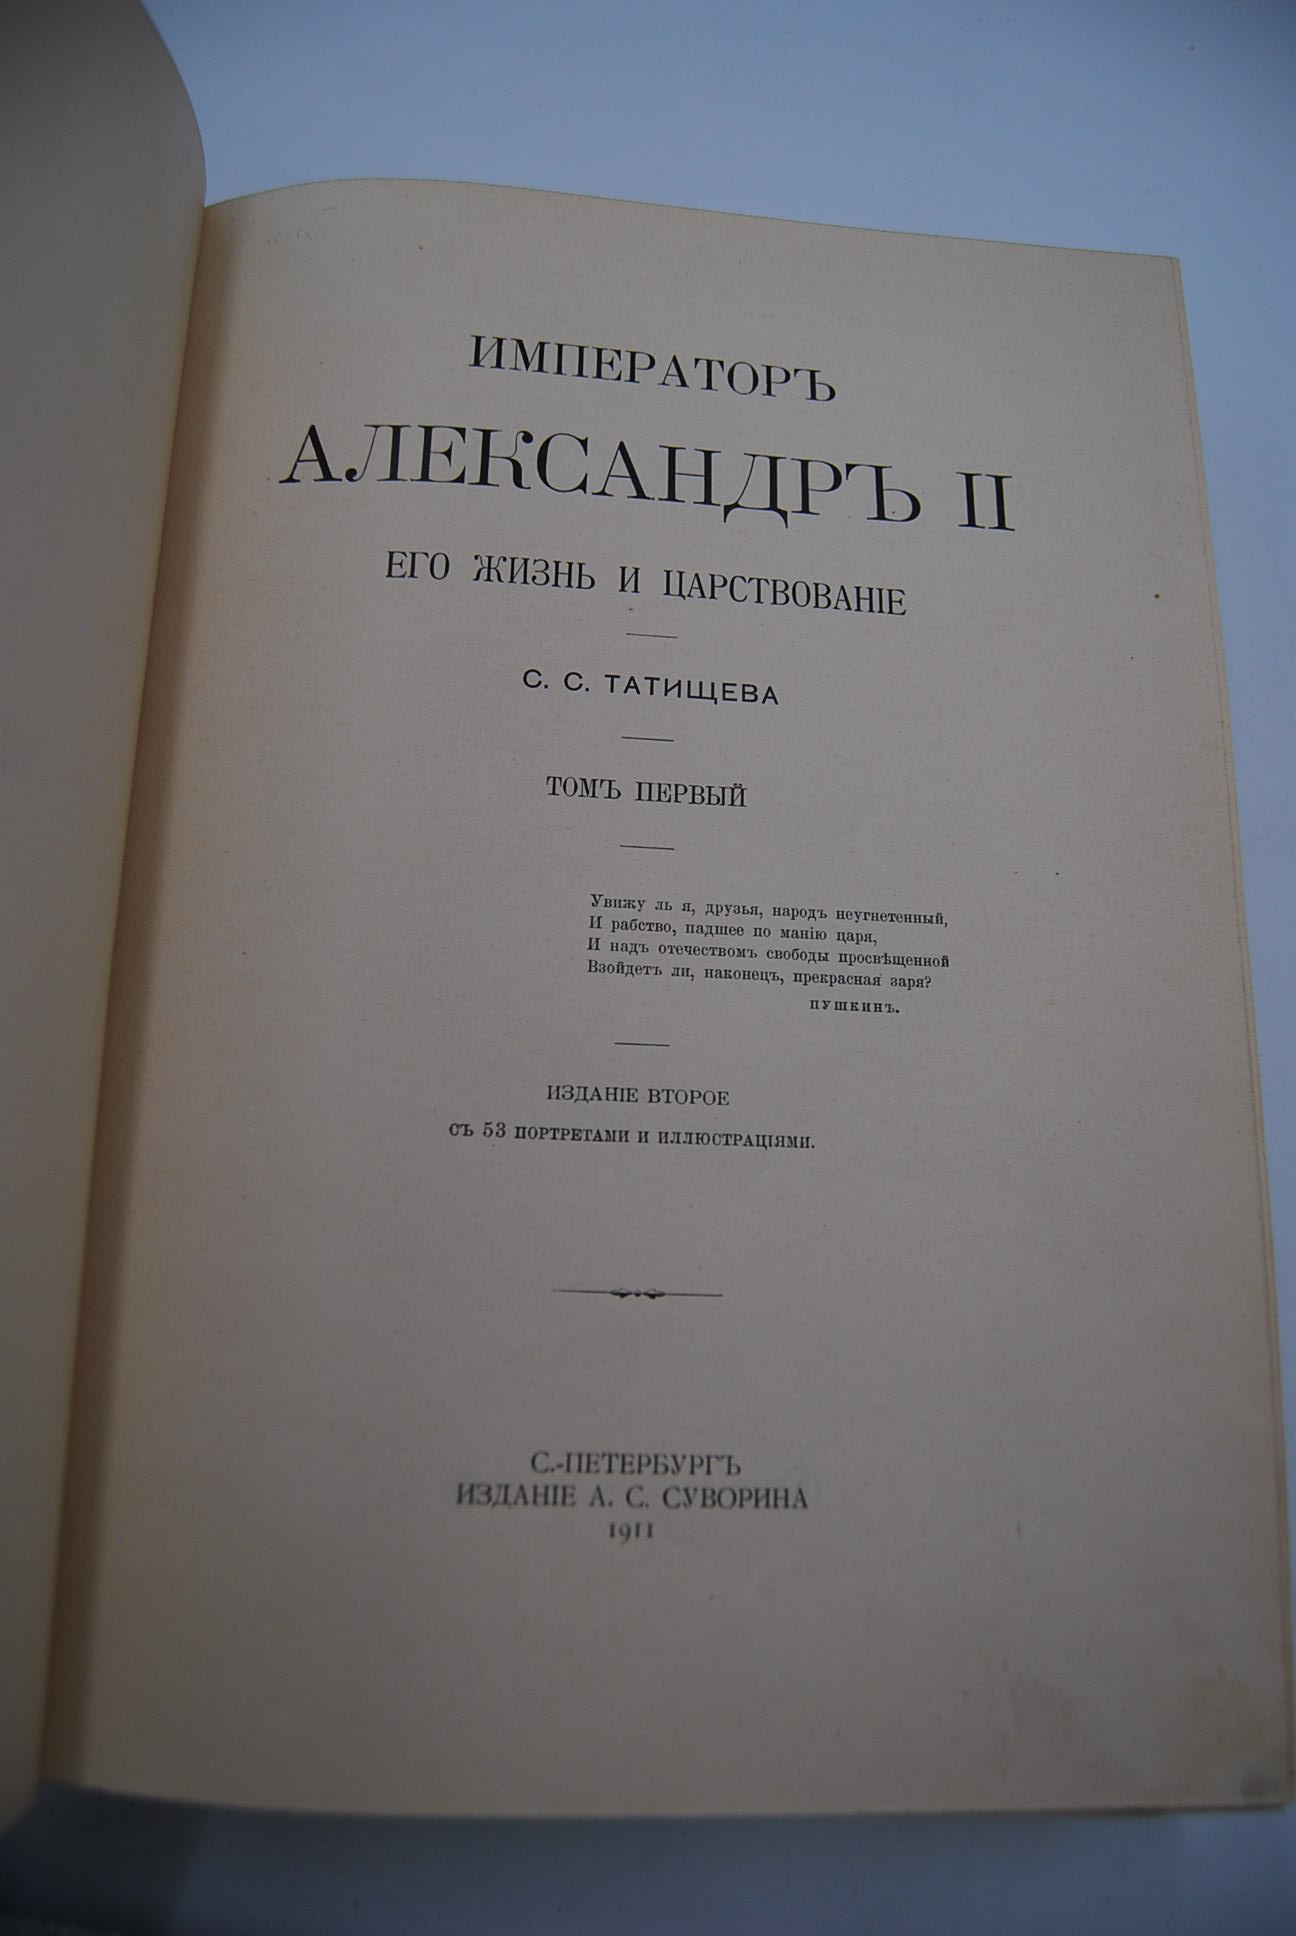 ИМПЕРАТОРЪ
АЛЕКСАНДРЪ II
ЕГО ЖИЗНЬ И ЦАРСТВОВАНІЕ
С. С. ТАТИЩЕВА
ТОМЪ ПЕРВЫЙ
Увижу ль я, друзья, народъ неугнетенный,
И рабство, падшее по манію царя,
И надъ отечествомъ свободы просвѣщенной
Взойдетъ ли, наконецъ, прекрасная заря?
ПУШКИНЪ.
ИЗДАНІЕ ВТОРОЕ
СЪ 53 ПОРТРЕТАМИ И ИЛЛЮСТРАЦІЯМИ.
С.-ПЕТЕРБУРГЪ
ИЗДАНІЕ А. С. СУВОРИНА
1911